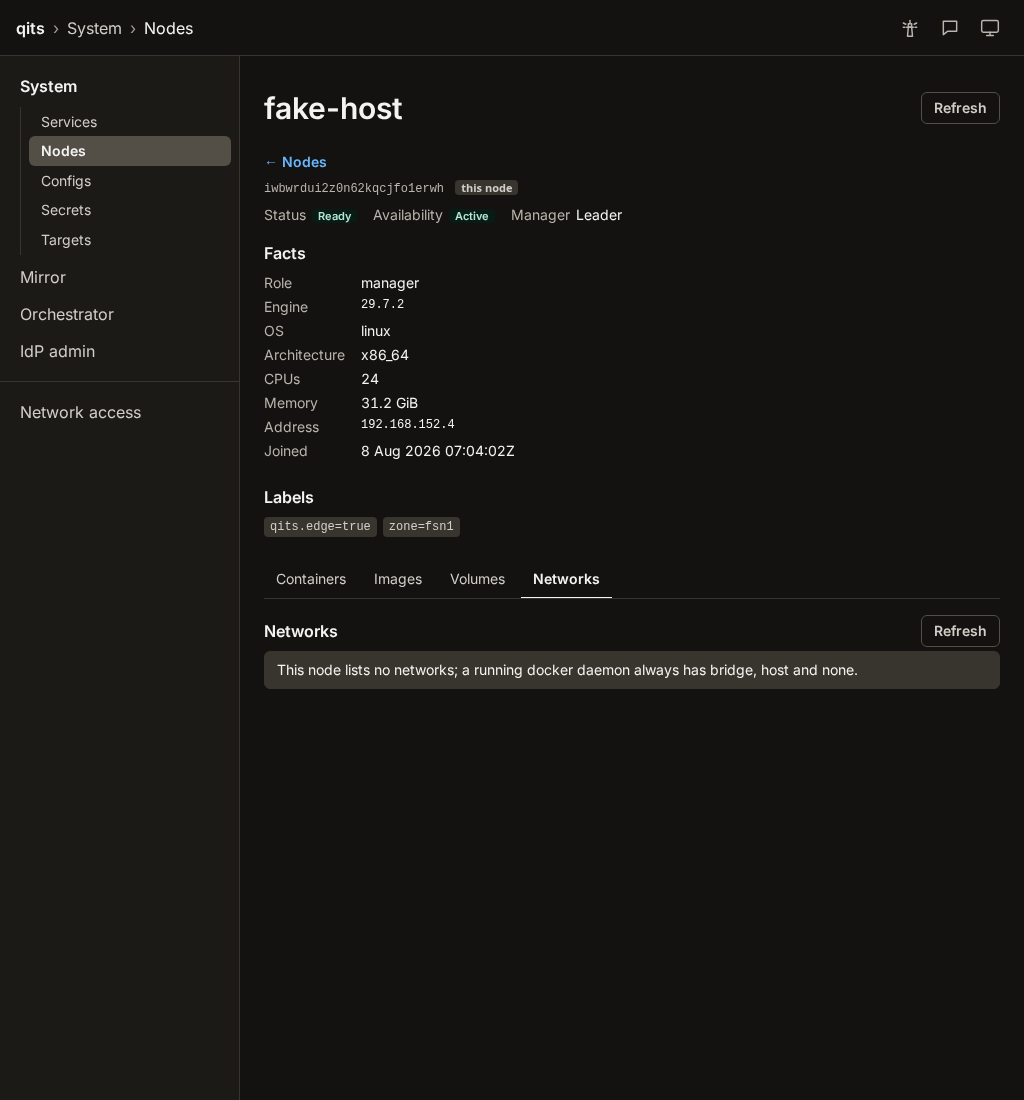 qits › System › Nodes
System
Services
Nodes
Configs
Secrets
Targets
Mirror
Orchestrator
IdP admin
Network access
fake-host
Refresh
← Nodes
iwbwrdui2z0n62kqcjfo1erwh this node
Status Ready Availability Active Manager Leader
Facts
Role manager
Engine 29.7.2
OS linux
Architecture x86_64
CPUs 24
Memory 31.2 GiB
Address 192.168.152.4
Joined 8 Aug 2026 07:04:02Z
Labels
qits.edge=true zone=fsn1
Containers Images Volumes Networks
Networks Refresh
This node lists no networks; a running docker daemon always has bridge, host and none.